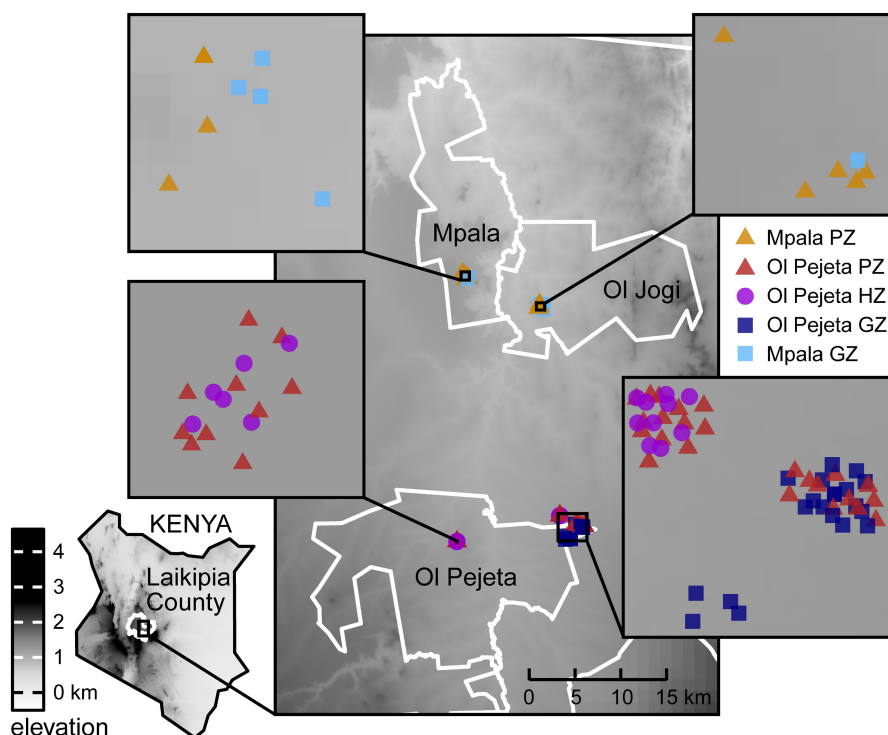 Mpala
Ol Jogi
Mpala PZ
Ol Pejeta PZ
Ol Pejeta HZ
Ol Pejeta GZ
Mpala GZ
Ol Pejeta
KENYA
Laikipia
County
4
3
2
1
0 km
elevation
0 5 10 15 km